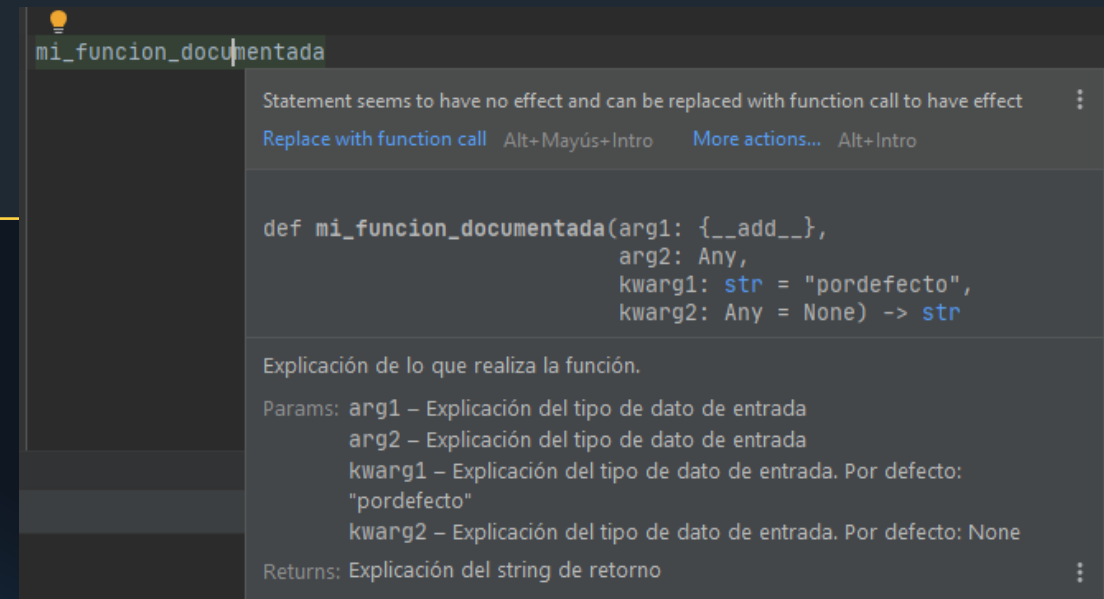 mi_funcion_documentada
Statement seems to have no effect and can be replaced with function call to have effect
Replace with function call Alt+Mayús+Intro More actions... Alt+Intro
def mi_funcion_documentada(arg1: {__add__},
arg2: Any,
kwarg1: str = "pordefecto",
kwarg2: Any = None) -> str
Explicación de lo que realiza la función.
Params: arg1 – Explicación del tipo de dato de entrada
arg2 – Explicación del tipo de dato de entrada
kwarg1 – Explicación del tipo de dato de entrada. Por defecto:
"pordefecto"
kwarg2 – Explicación del tipo de dato de entrada. Por defecto: None
Returns: Explicación del string de retorno